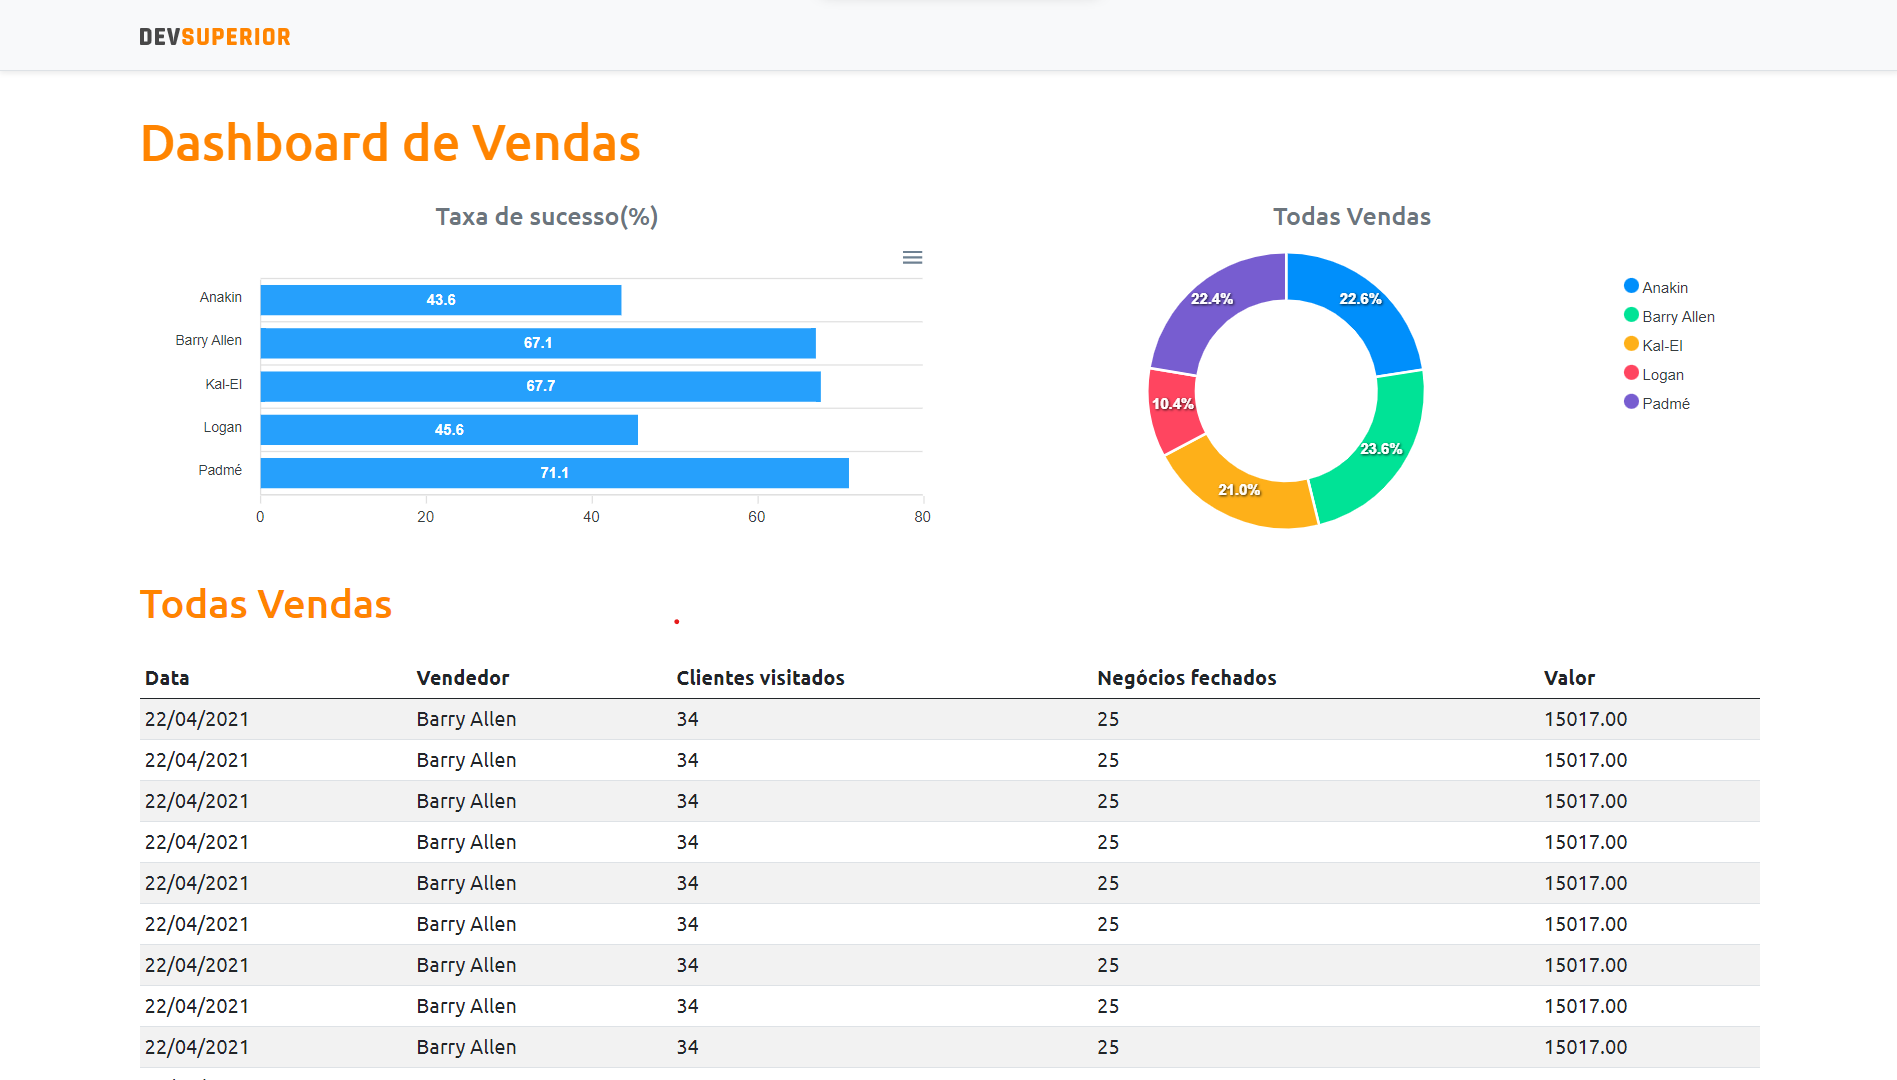 DEVSUPERIOR
Dashboard de Vendas
Taxa de sucesso(%)
Anakin 43.6
Barry Allen 67.1
Kal-El 67.7
Logan 45.6
Padmé 71.1
0 20 40 60 80
Todas Vendas
22.4% 22.6%
10.4%
23.6%
21.0%
Anakin
Barry Allen
Kal-El
Logan
Padmé
Todas Vendas
Data Vendedor Clientes visitados Negócios fechados Valor
22/04/2021 Barry Allen 34 25 15017.00
22/04/2021 Barry Allen 34 25 15017.00
22/04/2021 Barry Allen 34 25 15017.00
22/04/2021 Barry Allen 34 25 15017.00
22/04/2021 Barry Allen 34 25 15017.00
22/04/2021 Barry Allen 34 25 15017.00
22/04/2021 Barry Allen 34 25 15017.00
22/04/2021 Barry Allen 34 25 15017.00
22/04/2021 Barry Allen 34 25 15017.00